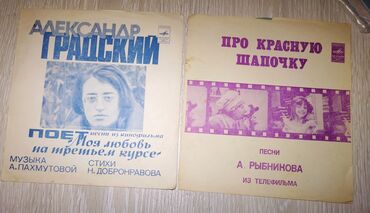 АЛЕКСАНДР
ГРАДСКИЙ
ПОЕТ песни из кинофильма
„Моя любовь
на третьем курсе“
МУЗЫКА
А. ПАХМУТОВОЙ
СТИХИ
Н. ДОБРОНРАВОВА
ПРО КРАСНУЮ
ШАПОЧКУ
ПЕСНИ
А. РЫБНИКОВА
ИЗ ТЕЛЕФИЛЬМА